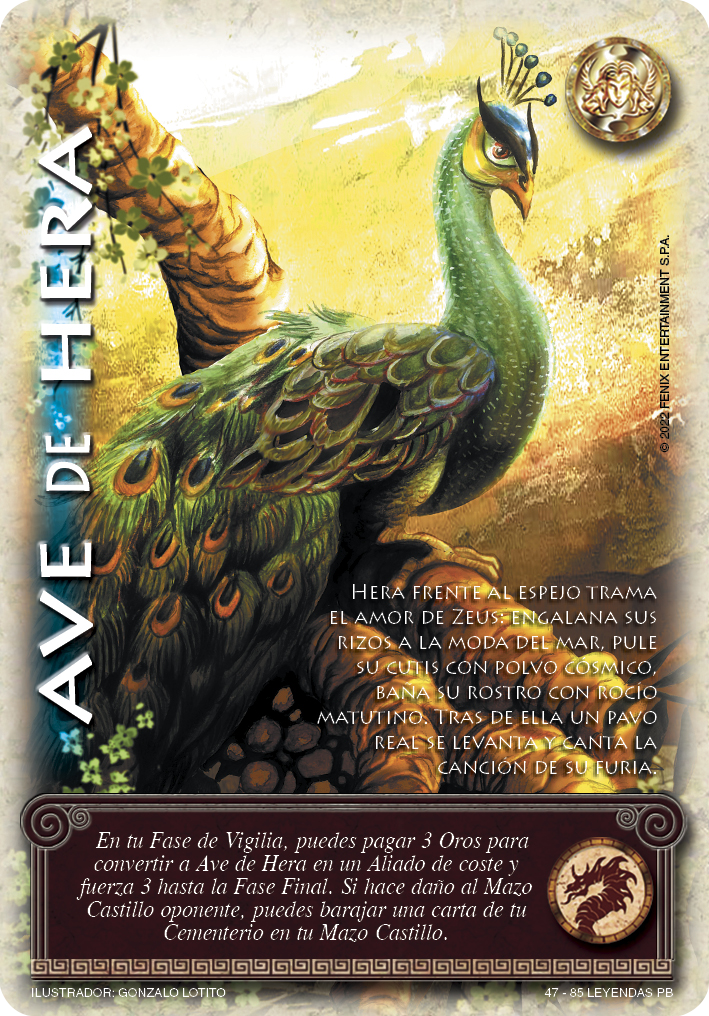 AVE DE HERA
© 2022 FENIX ENTERTAINMENT S.P.A.
HERA FRENTE AL ESPEJO TRAMA
EL AMOR DE ZEUS: ENGALANA SUS
RIZOS A LA MODA DEL MAR, PULE
SU CUTIS CON POLVO CÓSMICO,
BAÑA SU ROSTRO CON ROCÍO
MATUTINO. TRAS DE ELLA UN PAVO
REAL SE LEVANTA Y CANTA LA
CANCIÓN DE SU FURIA.
En tu Fase de Vigilia, puedes pagar 3 Oros para
convertir a Ave de Hera en un Aliado de coste y
fuerza 3 hasta la Fase Final. Si hace daño al Mazo
Castillo oponente, puedes barajar una carta de tu
Cementerio en tu Mazo Castillo.
ILUSTRADOR: GONZALO LOTITO
47 - 85 LEYENDAS PB